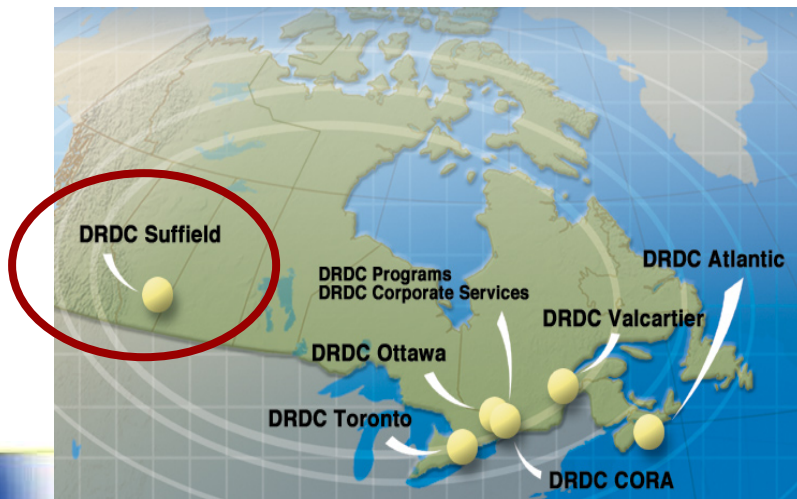 DRDC Suffield
DRDC Programs
DRDC Corporate Services
DRDC Atlantic
DRDC Valcartier
DRDC Ottawa
DRDC Toronto
DRDC CORA